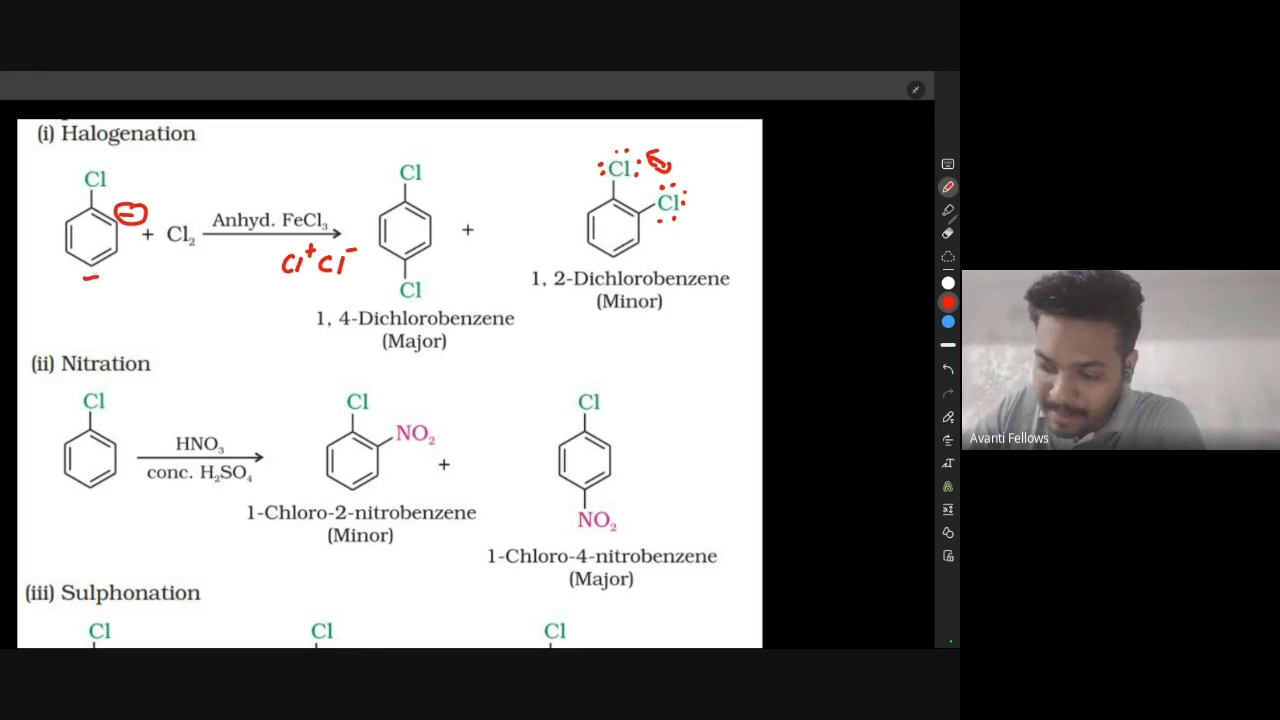 (i) Halogenation
Cl
Cl
Cl
Cl
−
+ Cl₂
Anhyd. FeCl₃
+
Cl⁺ Cl⁻
−
Cl
1, 4-Dichlorobenzene
(Major)
1, 2-Dichlorobenzene
(Minor)
(ii) Nitration
Cl
Cl
Cl
HNO₃
conc. H₂SO₄
NO₂
+
NO₂
1-Chloro-2-nitrobenzene
(Minor)
1-Chloro-4-nitrobenzene
(Major)
(iii) Sulphonation
Cl
Cl
Cl
Avanti Fellows